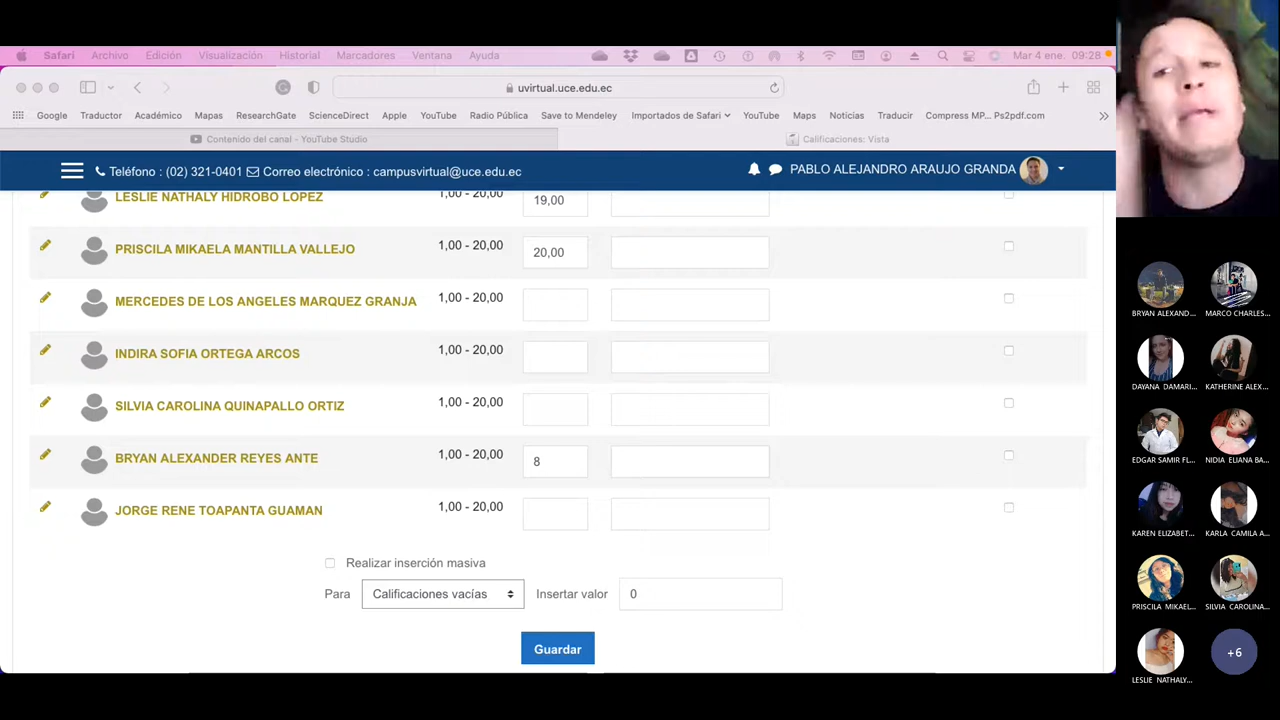 Safari Archivo Edición Visualización Historial Marcadores Ventana Ayuda Mar 4 ene. 09:28
uvirtual.uce.edu.ec
Google Traductor Académico Mapas ResearchGate ScienceDirect Apple YouTube Radio Pública Save to Mendeley Importados de Safari YouTube Maps Noticias Traducir Compress MP... Ps2pdf.com
Contenido del canal - YouTube Studio Calificaciones: Vista
Teléfono : (02) 321-0401 Correo electrónico : campusvirtual@uce.edu.ec PABLO ALEJANDRO ARAUJO GRANDA
LESLIE NATHALY HIDROBO LOPEZ 1,00 - 20,00 19,00
PRISCILA MIKAELA MANTILLA VALLEJO 1,00 - 20,00 20,00
MERCEDES DE LOS ANGELES MARQUEZ GRANJA 1,00 - 20,00
INDIRA SOFIA ORTEGA ARCOS 1,00 - 20,00
SILVIA CAROLINA QUINAPALLO ORTIZ 1,00 - 20,00
BRYAN ALEXANDER REYES ANTE 1,00 - 20,00 8
JORGE RENE TOAPANTA GUAMAN 1,00 - 20,00
Realizar inserción masiva
Para Calificaciones vacías Insertar valor 0
Guardar
BRYAN ALEXAND... MARCO CHARLES...
DAYANA DAMARI... KATHERINE ALEX...
EDGAR SAMIR FL... NIDIA ELIANA BA...
KAREN ELIZABET... KARLA CAMILA A...
PRISCILA MIKAEL... SILVIA CAROLINA...
LESLIE NATHALY... +6